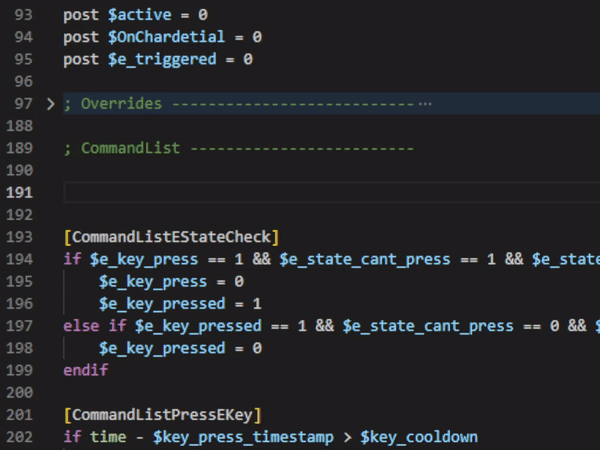 93 post $active = 0
94 post $OnChardetial = 0
95 post $e_triggered = 0
96
97 > ; Overrides ---------------------------···
188
189 ; CommandList -------------------------
190
191
192
193 [CommandListEStateCheck]
194 if $e_key_press == 1 && $e_state_cant_press == 1 && $e_state
195 $e_key_press = 0
196 $e_key_pressed = 1
197 else if $e_key_pressed == 1 && $e_state_cant_press == 0 && $
198 $e_key_pressed = 0
199 endif
200
201 [CommandListPressEKey]
202 if time - $key_press_timestamp > $key_cooldown